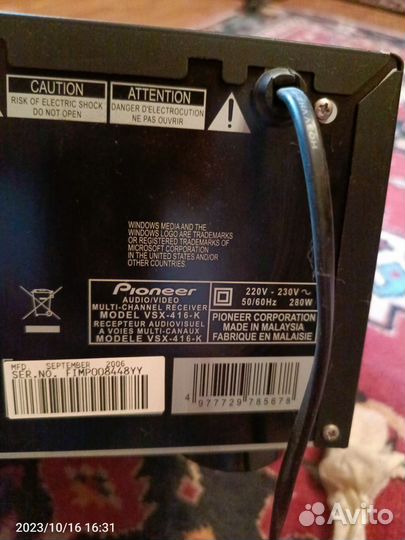 CAUTION
RISK OF ELECTRIC SHOCK
DO NOT OPEN
ATTENTION
DANGER D'ELECTROCUTION
NE PAS OUVRIR
WINDOWS MEDIA AND THE
WINDOWS LOGO ARE TRADEMARKS
OR REGISTERED TRADEMARKS OF
MICROSOFT CORPORATION
IN THE UNITED STATES AND/OR
OTHER COUNTRIES.
Pioneer
AUDIO/VIDEO
MULTI-CHANNEL RECEIVER
MODEL VSX-416-K
RECEPTEUR AUDIOVISUEL
A VOIES MULTI-CANAUX
MODELE VSX-416-K
220V - 230V ~
50/60Hz 280W
PIONEER CORPORATION
MADE IN MALAYSIA
FABRIQUE EN MALAISIE
MFD SEPTEMBER 2006
SER.NO. FIMP008448YY
4 977729 785678
2023/10/16 16:31
Avito